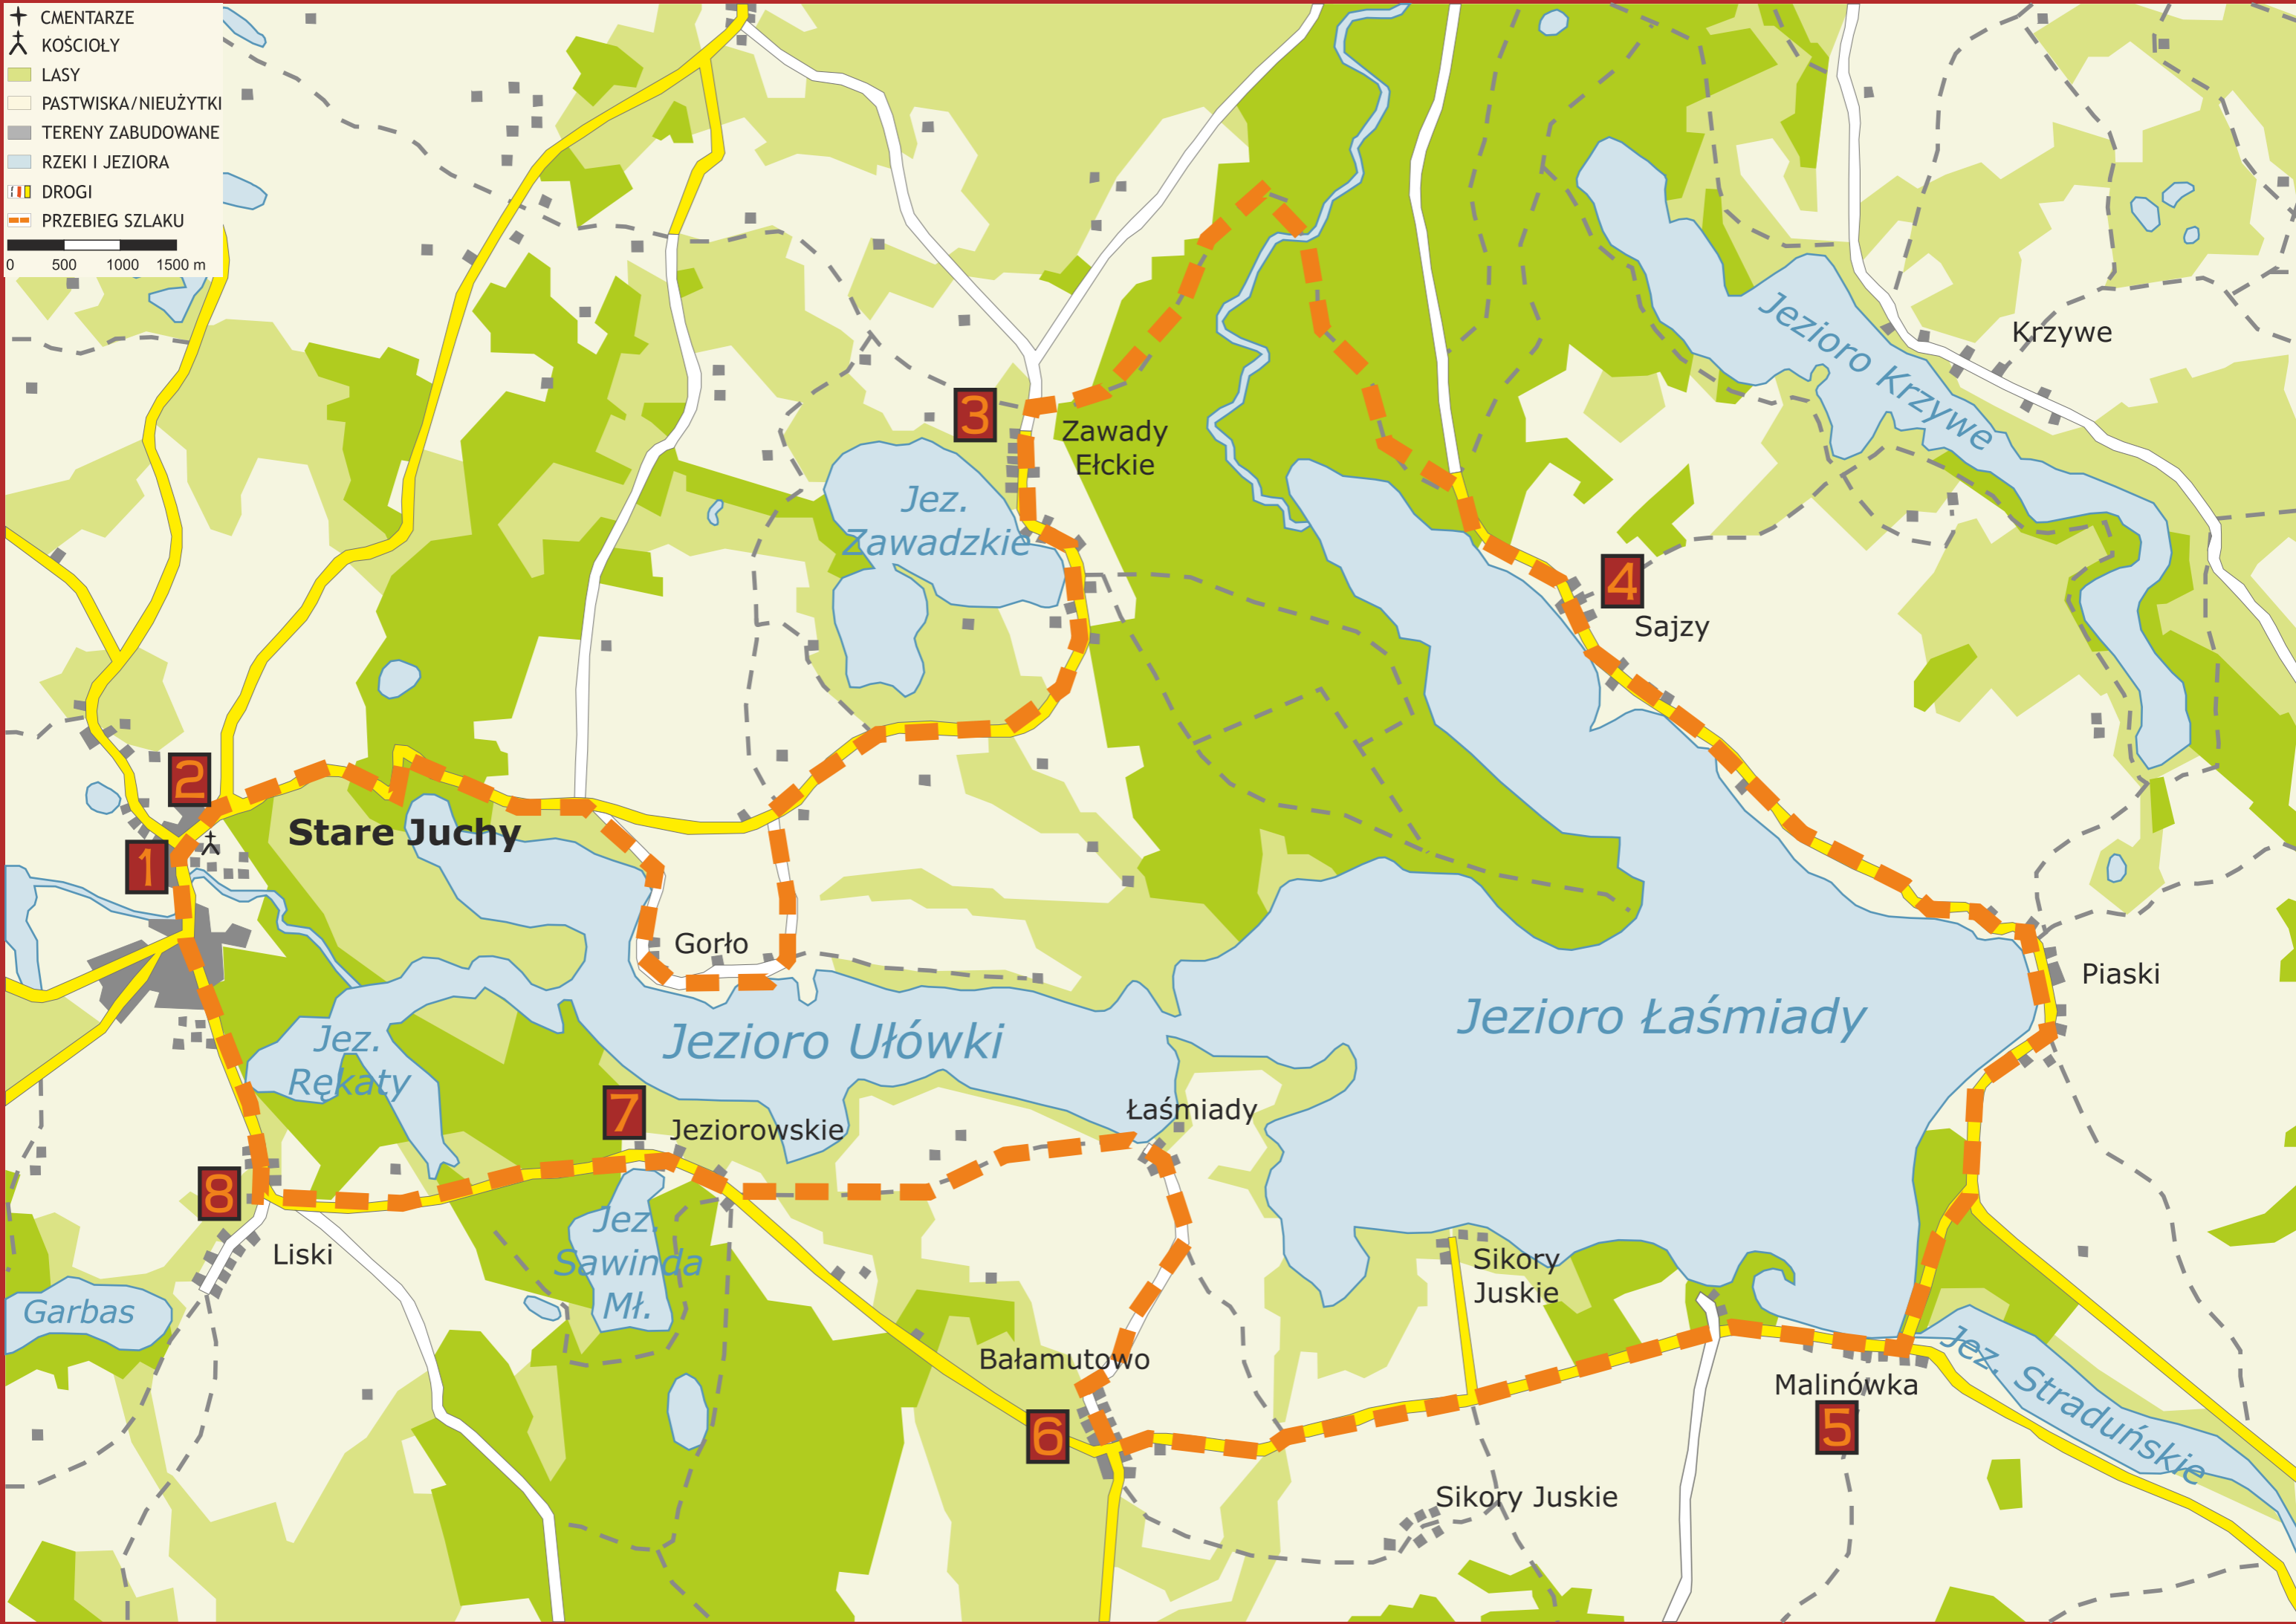 CMENTARZE
KOŚCIOŁY
LASY
PASTWISKA/NIEUŻYTKI
TERENY ZABUDOWANE
RZEKI I JEZIORA
DROGI
PRZEBIEG SZLAKU
0 500 1000 1500 m
Jezioro Krzywe
Krzywe
3
Zawady
Ełckie
Jez.
Zawadzkie
4
Sajzy
2
Stare Juchy
1
Gorło
Piaski
Jezioro Łaśmiady
Jezioro Ułówki
Jez.
Rękaty
7
Jeziorowskie
Łaśmiady
8
Liski
Jez.
Sawinda
Mł.
Garbas
Sikory
Juskie
Bałamutowo
6
Malinówka
5
Jez. Straduńskie
Sikory Juskie